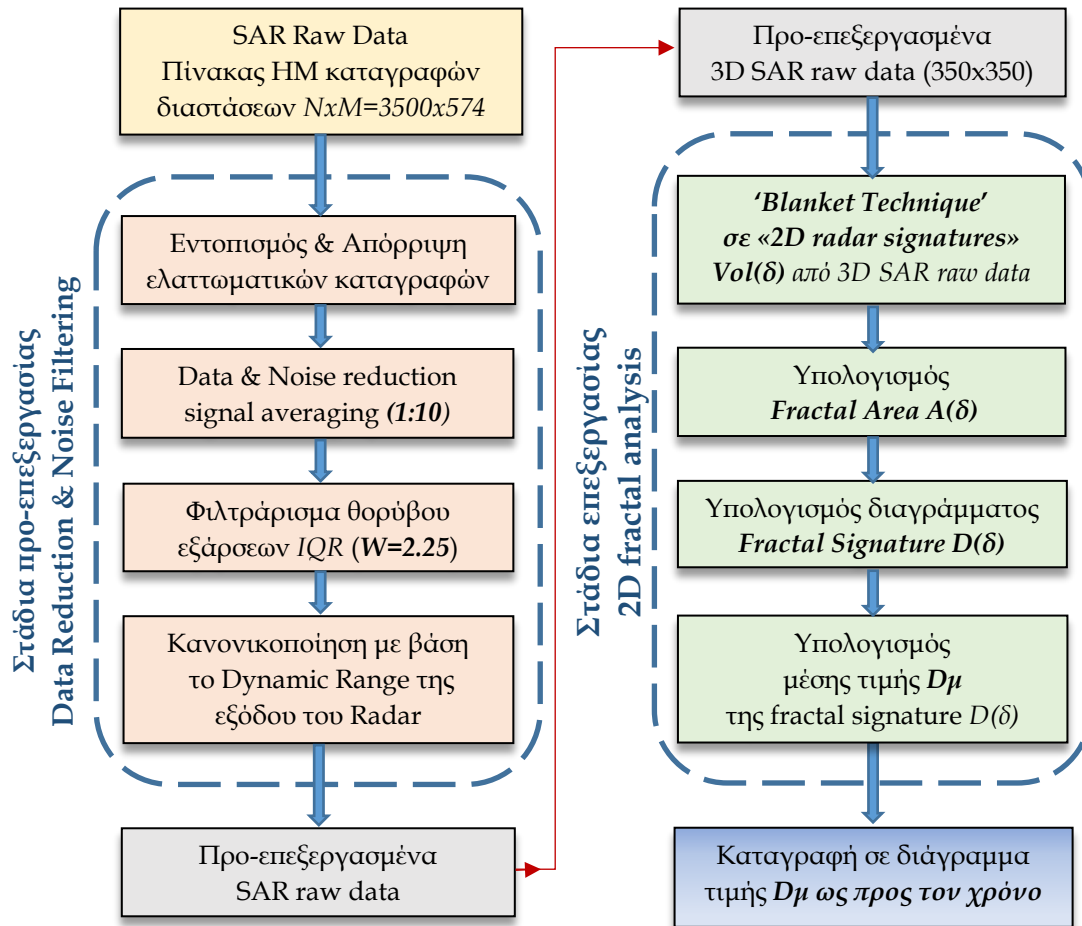 SAR Raw Data
Πίνακας ΗΜ καταγραφών
διαστάσεων NxM=3500x574
Στάδια προ-επεξεργασίας
Data Reduction & Noise Filtering
Εντοπισμός & Απόρριψη
ελαττωματικών καταγραφών
Data & Noise reduction
signal averaging (1:10)
Φιλτράρισμα θορύβου
εξάρσεων IQR (W=2.25)
Κανονικοποίηση με βάση
το Dynamic Range της
εξόδου του Radar
Προ-επεξεργασμένα
SAR raw data
Προ-επεξεργασμένα
3D SAR raw data (350x350)
Στάδια επεξεργασίας
2D fractal analysis
‘Blanket Technique’
σε «2D radar signatures»
Vol(δ) από 3D SAR raw data
Υπολογισμός
Fractal Area A(δ)
Υπολογισμός διαγράμματος
Fractal Signature D(δ)
Υπολογισμός
μέσης τιμής Dμ
της fractal signature D(δ)
Καταγραφή σε διάγραμμα
τιμής Dμ ως προς τον χρόνο